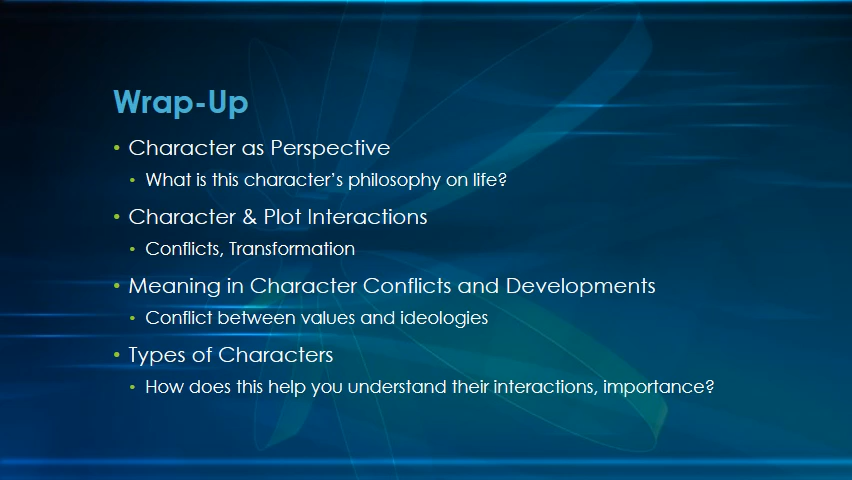 Wrap-Up
• Character as Perspective
• What is this character’s philosophy on life?
• Character & Plot Interactions
• Conflicts, Transformation
• Meaning in Character Conflicts and Developments
• Conflict between values and ideologies
• Types of Characters
• How does this help you understand their interactions, importance?